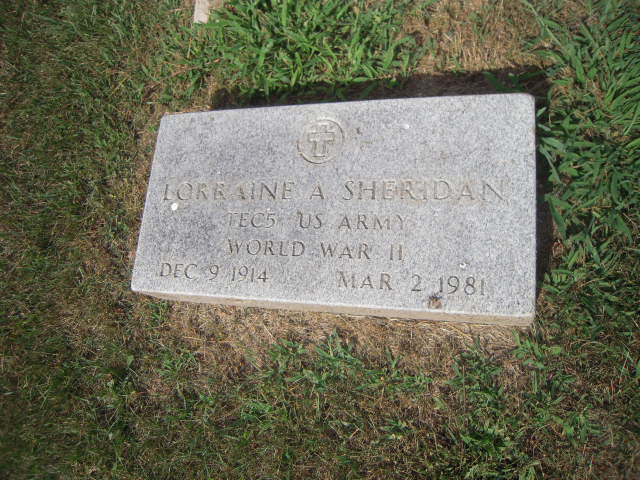 LORRAINE A SHERIDAN
TEC5 US ARMY
WORLD WAR II
DEC 9 1914 MAR 2 1981